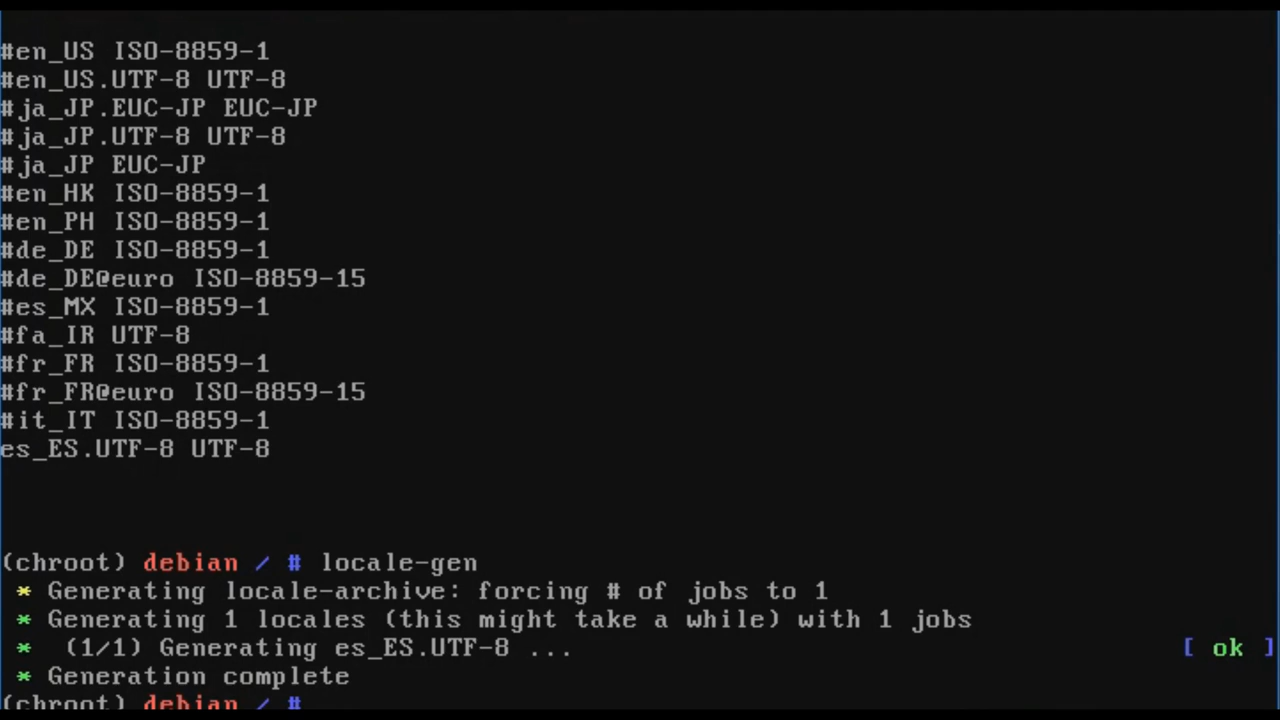 #en_US ISO-8859-1
#en_US.UTF-8 UTF-8
#ja_JP.EUC-JP EUC-JP
#ja_JP.UTF-8 UTF-8
#ja_JP EUC-JP
#en_HK ISO-8859-1
#en_PH ISO-8859-1
#de_DE ISO-8859-1
#de_DE@euro ISO-8859-15
#es_MX ISO-8859-1
#fa_IR UTF-8
#fr_FR ISO-8859-1
#fr_FR@euro ISO-8859-15
#it_IT ISO-8859-1
es_ES.UTF-8 UTF-8
(chroot) debian / # locale-gen
* Generating locale-archive: forcing # of jobs to 1
* Generating 1 locales (this might take a while) with 1 jobs
*  (1/1) Generating es_ES.UTF-8 ... [ ok ]
* Generation complete
(chroot) debian / #